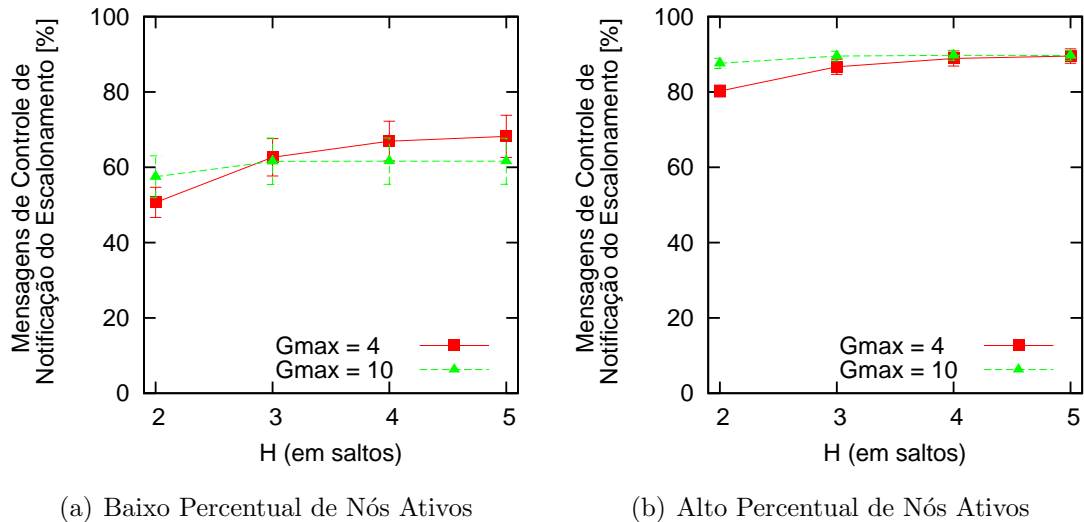 Mensagens de Controle de
Notificação do Escalonamento [%]
100
80
60
40
20
0
2
3
4
5
H (em saltos)
Gmax = 4
Gmax = 10
(a) Baixo Percentual de Nós Ativos
Mensagens de Controle de
Notificação do Escalonamento [%]
100
80
60
40
20
0
2
3
4
5
H (em saltos)
Gmax = 4
Gmax = 10
(b) Alto Percentual de Nós Ativos